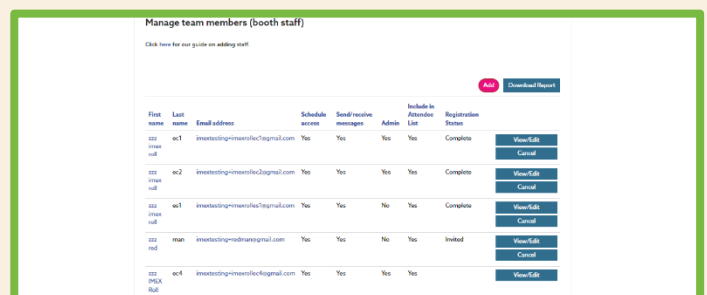 Manage team members (booth staff)
Click here for our guide on adding staff.
Add Download Report
Include in
First Last Schedule Send/receive Attendee Registration
name name Email address access messages Admin List Status
zzz ec1 imextesting+imexrollec1@gmail.com Yes Yes Yes Yes Complete View/Edit
imex
roll Cancel
zzz ec2 imextesting+imexrollec2@gmail.com Yes Yes Yes Yes Complete View/Edit
imex
roll Cancel
zzz es1 imextesting+imexrolles1@gmail.com Yes Yes No Yes Complete View/Edit
imex
roll Cancel
zzz man imextesting+redman@gmail.com Yes Yes No Yes Invited View/Edit
red
Cancel
zzz ec4 imextesting+imexrollec4@gmail.com Yes Yes Yes Yes View/Edit
IMEX
Roll